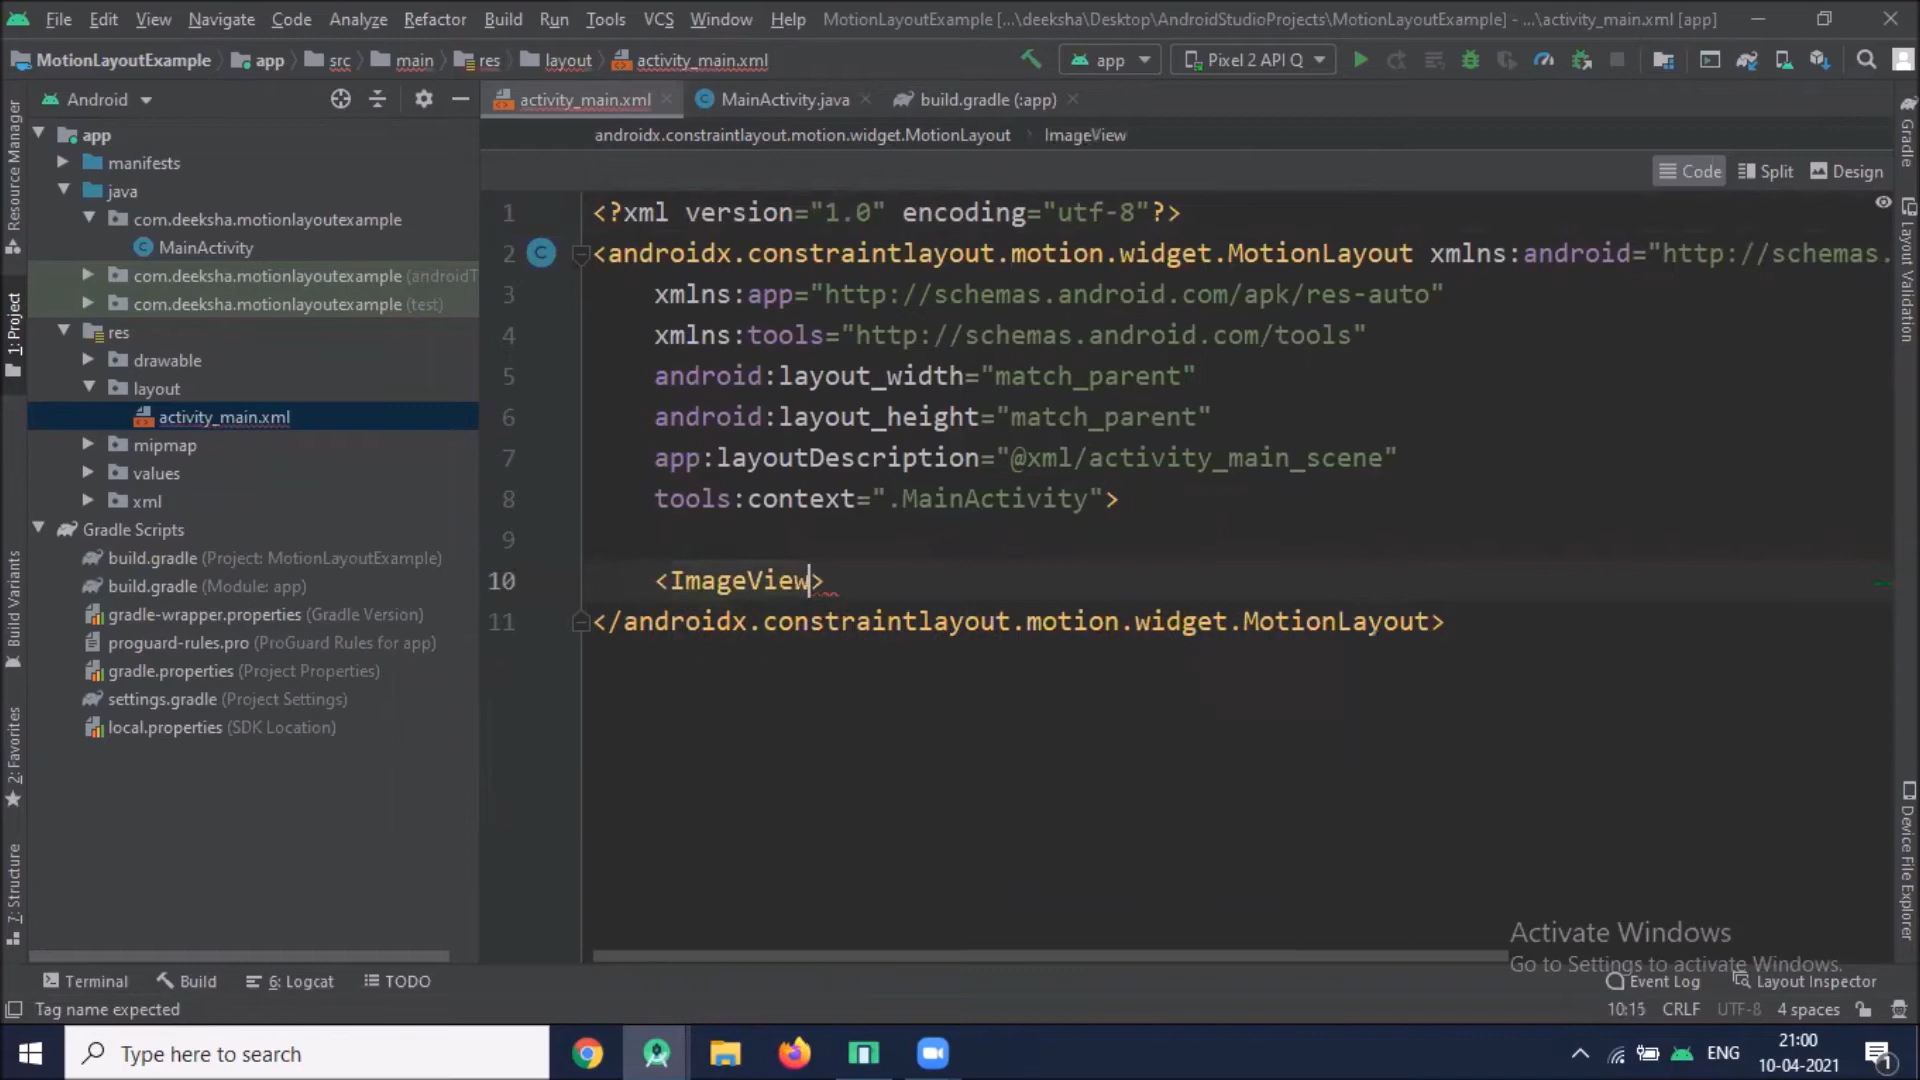 File Edit View Navigate Code Analyze Refactor Build Run Tools VCS Window Help MotionLayoutExample [...\deeksha\Desktop\AndroidStudioProjects\MotionLayoutExample] - ...\activity_main.xml [app]
MotionLayoutExample app src main res layout activity_main.xml app Pixel 2 API Q
Android activity_main.xml MainActivity.java build.gradle (:app)
androidx.constraintlayout.motion.widget.MotionLayout ImageView
Code Split Design
Resource Manager
1: Project
Build Variants
2: Favorites
7: Structure
app
manifests
java
com.deeksha.motionlayoutexample
MainActivity
com.deeksha.motionlayoutexample (androidT
com.deeksha.motionlayoutexample (test)
res
drawable
layout
activity_main.xml
mipmap
values
xml
Gradle Scripts
build.gradle (Project: MotionLayoutExample)
build.gradle (Module: app)
gradle-wrapper.properties (Gradle Version)
proguard-rules.pro (ProGuard Rules for app)
gradle.properties (Project Properties)
settings.gradle (Project Settings)
local.properties (SDK Location)
1 <?xml version="1.0" encoding="utf-8"?>
2 <androidx.constraintlayout.motion.widget.MotionLayout xmlns:android="http://schemas.
3 xmlns:app="http://schemas.android.com/apk/res-auto"
4 xmlns:tools="http://schemas.android.com/tools"
5 android:layout_width="match_parent"
6 android:layout_height="match_parent"
7 app:layoutDescription="@xml/activity_main_scene"
8 tools:context=".MainActivity">
9
10 <ImageView>
11 </androidx.constraintlayout.motion.widget.MotionLayout>
Gradle
Layout Validation
Device File Explorer
Activate Windows
Go to Settings to activate Windows.
Terminal Build 6: Logcat TODO Event Log Layout Inspector
Tag name expected 10:15 CRLF UTF-8 4 spaces
Type here to search ENG 21:00
10-04-2021 1